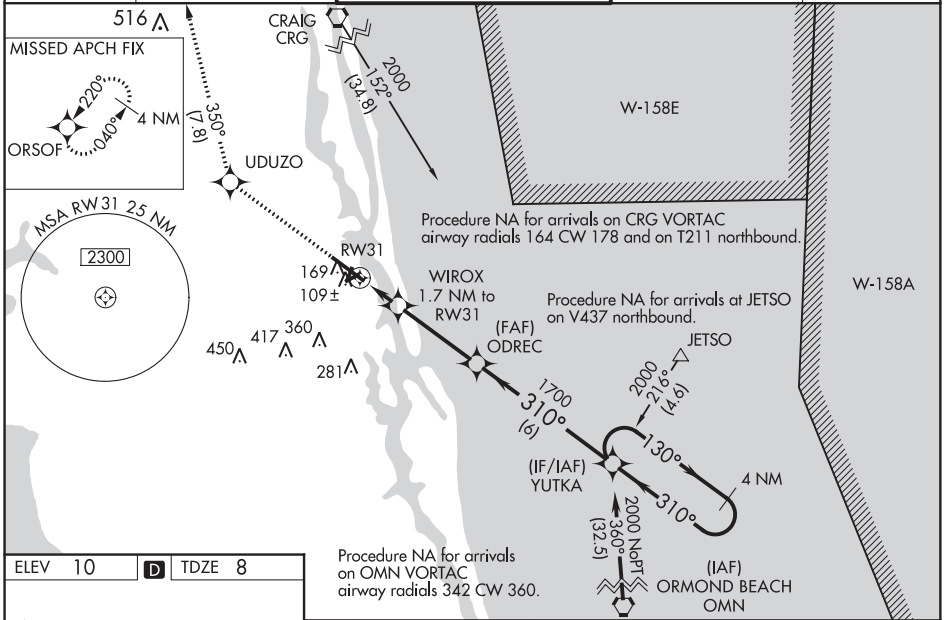 516
CRAIG
CRG
2000
152°
(34.8)
MISSED APCH FIX
220°
040°
4 NM
ORSOF
350°
(7.8)
UDUZO
W-158E
MSA RW31 25 NM
2300
Procedure NA for arrivals on CRG VORTAC
airway radials 164 CW 178 and on T211 northbound.
RW31
169
109±
WIROX
1.7 NM to
RW31
W-158A
Procedure NA for arrivals at JETSO
on V437 northbound.
(FAF)
ODREC
JETSO
450
417
360
281
2000
216°
(4.6)
1700
310°
(6)
130°
(IF/IAF)
YUTKA
4 NM
310°
2000 NoPT
360°
(32.5)
Procedure NA for arrivals
on OMN VORTAC
airway radials 342 CW 360.
(IAF)
ORMOND BEACH
OMN
ELEV 10
D
TDZE 8